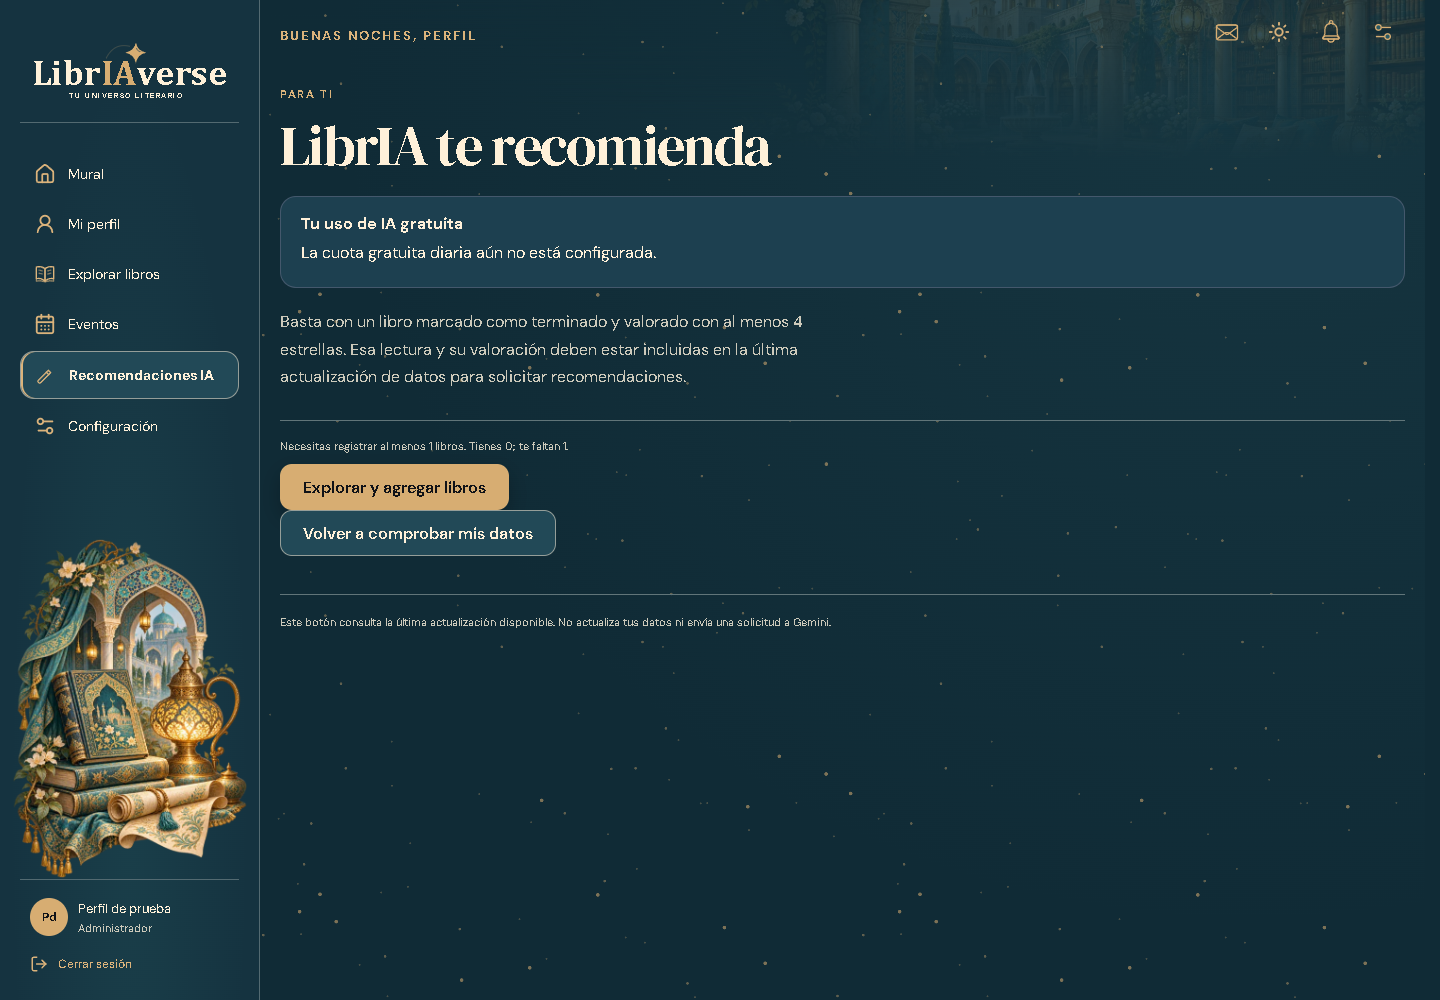 LibrIAverse
TU UNIVERSO LITERARIO
Mural
Mi perfil
Explorar libros
Eventos
Recomendaciones IA
Configuración
Pd
Perfil de prueba
Administrador
Cerrar sesión
BUENAS NOCHES, PERFIL
PARA TI
LibrIA te recomienda
Tu uso de IA gratuita
La cuota gratuita diaria aún no está configurada.
Basta con un libro marcado como terminado y valorado con al menos 4
estrellas. Esa lectura y su valoración deben estar incluidas en la última
actualización de datos para solicitar recomendaciones.
Necesitas registrar al menos 1 libros. Tienes 0; te faltan 1.
Explorar y agregar libros
Volver a comprobar mis datos
Este botón consulta la última actualización disponible. No actualiza tus datos ni envía una solicitud a Gemini.